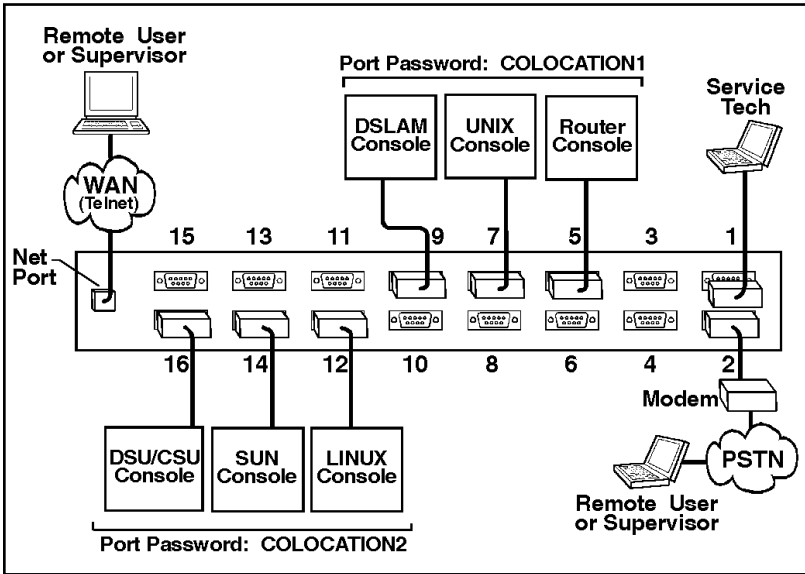 Remote User
or Supervisor
Port Password: COLOCATION1
Service
Tech
DSLAM
Console
UNIX
Console
Router
Console
WAN
(Telnet)
Net
Port
15
13
11
9
7
5
3
1
16
14
12
10
8
6
4
2
Modem
DSU/CSU
Console
SUN
Console
LINUX
Console
PSTN
Remote User
or Supervisor
Port Password: COLOCATION2